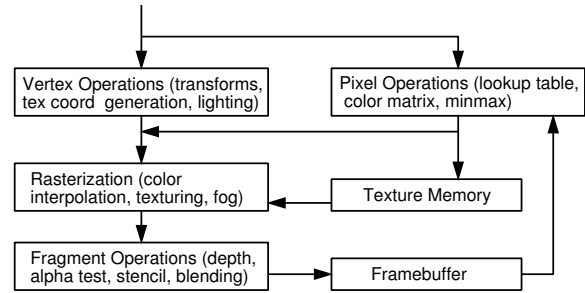 Vertex Operations (transforms,
tex coord generation, lighting)
Pixel Operations (lookup table,
color matrix, minmax)
Rasterization (color
interpolation, texturing, fog)
Texture Memory
Fragment Operations (depth,
alpha test, stencil, blending)
Framebuffer